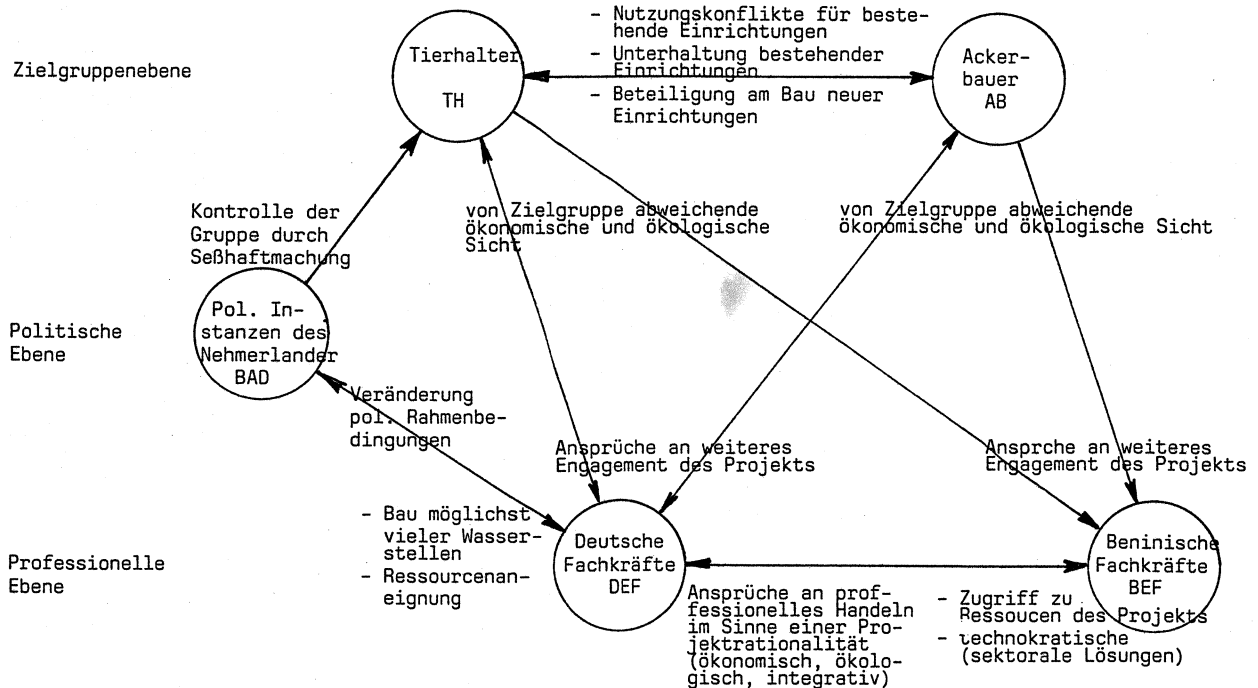 Zielgruppenebene
Tierhalter
TH
- Nutzungskonflikte für beste-
hende Einrichtungen
- Unterhaltung bestehender
Einrichtungen
- Beteiligung am Bau neuer
Einrichtungen
Acker-
bauer
AB
Kontrolle der
Gruppe durch
Seßhaftmachung
von Zielgruppe abweichende
ökonomische und ökologische
Sicht
von Zielgruppe abweichende
ökonomische und ökologische Sicht
Politische
Ebene
Pol. In-
stanzen des
Nehmerlander
BAD
Veränderung
pol. Rahmenbe-
dingungen
Ansprüche an weiteres
Engagement des Projekts
Ansprche an weiteres
Engagement des Projekts
Professionelle
Ebene
- Bau möglichst
vieler Wasser-
stellen
- Ressourcenan-
eignung
Deutsche
Fachkräfte
DEF
Beninische
Fachkräfte
BEF
Ansprüche an prof-
fessionelles Handeln
im Sinne einer Pro-
jektrationalität
(ökonomisch, ökolo-
gisch, integrativ)
- Zugriff zu
Ressoucen des Projekts
- technokratische
(sektorale Lösungen)